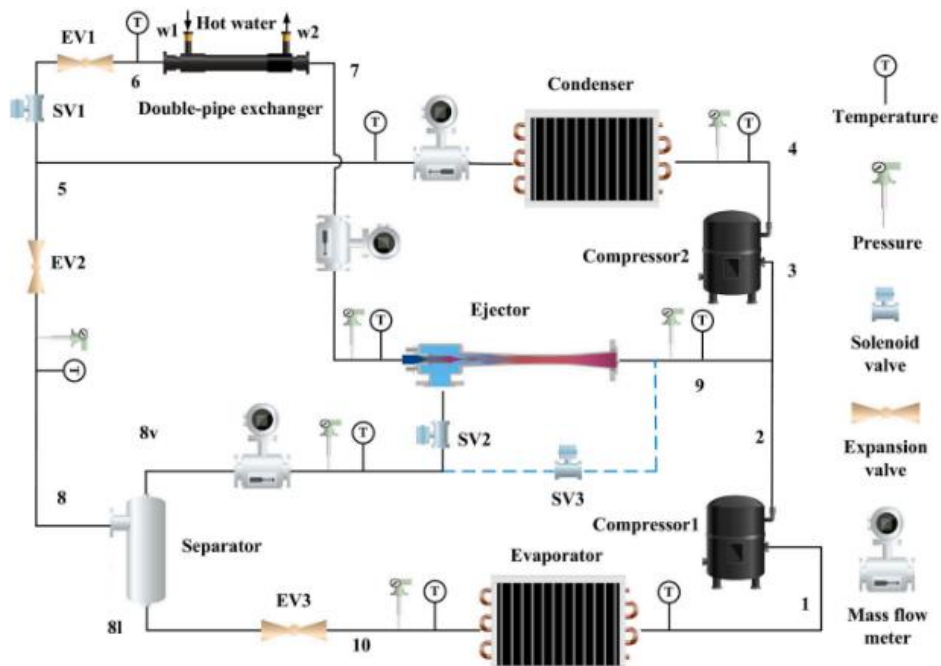 w1
Hot water
w2
EV1
T
6
7
Double-pipe exchanger
SV1
T
Condenser
T
4
T
Temperature
5
EV2
Compressor2
3
Pressure
Ejector
T
T
9
T
Solenoid
valve
8v
T
SV2
2
SV3
Expansion
valve
8
Separator
Compressor1
Evaporator
EV3
T
T
1
Mass flow
meter
8l
10